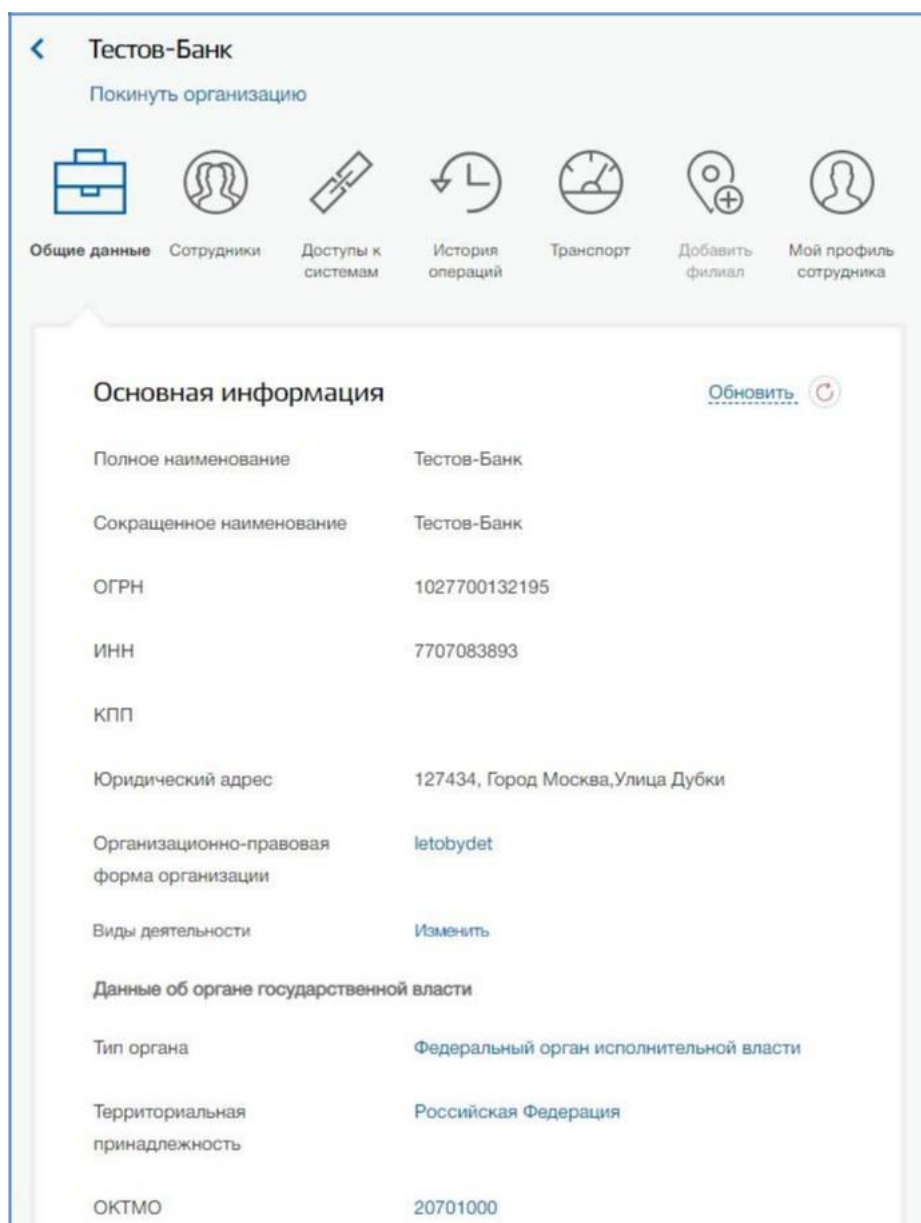 Тестов-Банк
Покинуть организацию
Общие данные
Сотрудники
Доступы к
системам
История
операций
Транспорт
Добавить
филиал
Мой профиль
сотрудника
Основная информация
Обновить
Полное наименование Тестов-Банк
Сокращенное наименование Тестов-Банк
ОГРН 1027700132195
ИНН 7707083893
КПП
Юридический адрес 127434, Город Москва,Улица Дубки
Организационно-правовая letobydet
форма организации
Виды деятельности Изменить
Данные об органе государственной власти
Тип органа Федеральный орган исполнительной власти
Территориальная Российская Федерация
принадлежность
ОКТМО 20701000